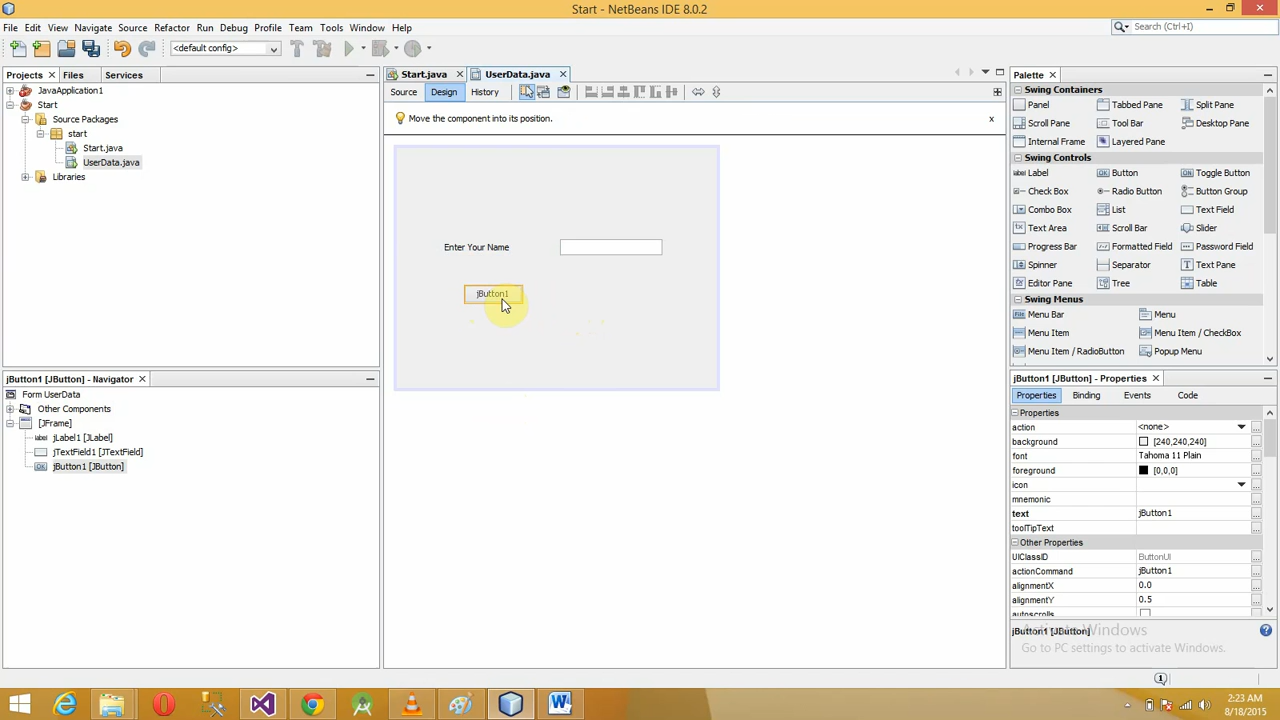 Start - NetBeans IDE 8.0.2
File Edit View Navigate Source Refactor Run Debug Profile Team Tools Window Help
Search (Ctrl+I)
<default config>
Projects Files Services
JavaApplication1
Start
Source Packages
start
Start.java
UserData.java
Libraries
Start.java UserData.java
Source Design History
Move the component into its position.
x
Enter Your Name
jButton1
Palette
Swing Containers
Panel Tabbed Pane Split Pane
Scroll Pane Tool Bar Desktop Pane
Internal Frame Layered Pane
Swing Controls
Label Button Toggle Button
Check Box Radio Button Button Group
Combo Box List Text Field
Text Area Scroll Bar Slider
Progress Bar Formatted Field Password Field
Spinner Separator Text Pane
Editor Pane Tree Table
Swing Menus
Menu Bar Menu
Menu Item Menu Item / CheckBox
Menu Item / RadioButton Popup Menu
jButton1 [JButton] - Navigator
Form UserData
Other Components
[JFrame]
jLabel1 [JLabel]
jTextField1 [JTextField]
jButton1 [JButton]
jButton1 [JButton] - Properties
Properties Binding Events Code
Properties
action <none>
background [240,240,240]
font Tahoma 11 Plain
foreground [0,0,0]
icon
mnemonic
text jButton1
toolTipText
Other Properties
UIClassID ButtonUI
actionCommand jButton1
alignmentX 0.0
alignmentY 0.5
autoscrolls
jButton1 [JButton]
Activate Windows
Go to PC settings to activate Windows.
2:23 AM
8/18/2015